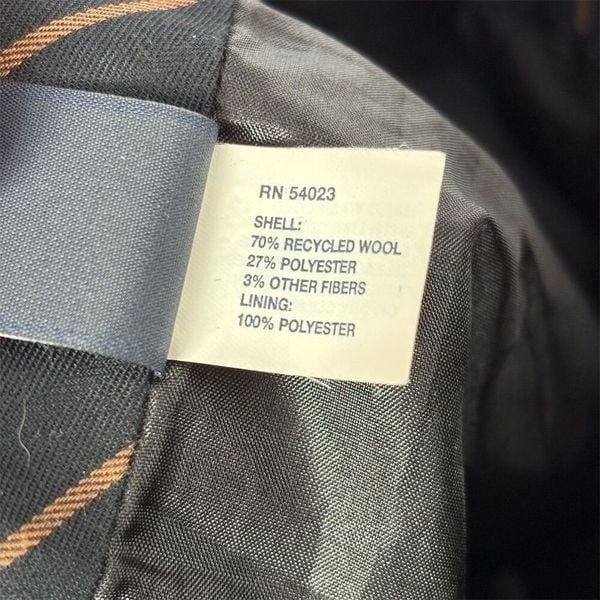 RN 54023
SHELL:
70% RECYCLED WOOL
27% POLYESTER
3% OTHER FIBERS
LINING:
100% POLYESTER